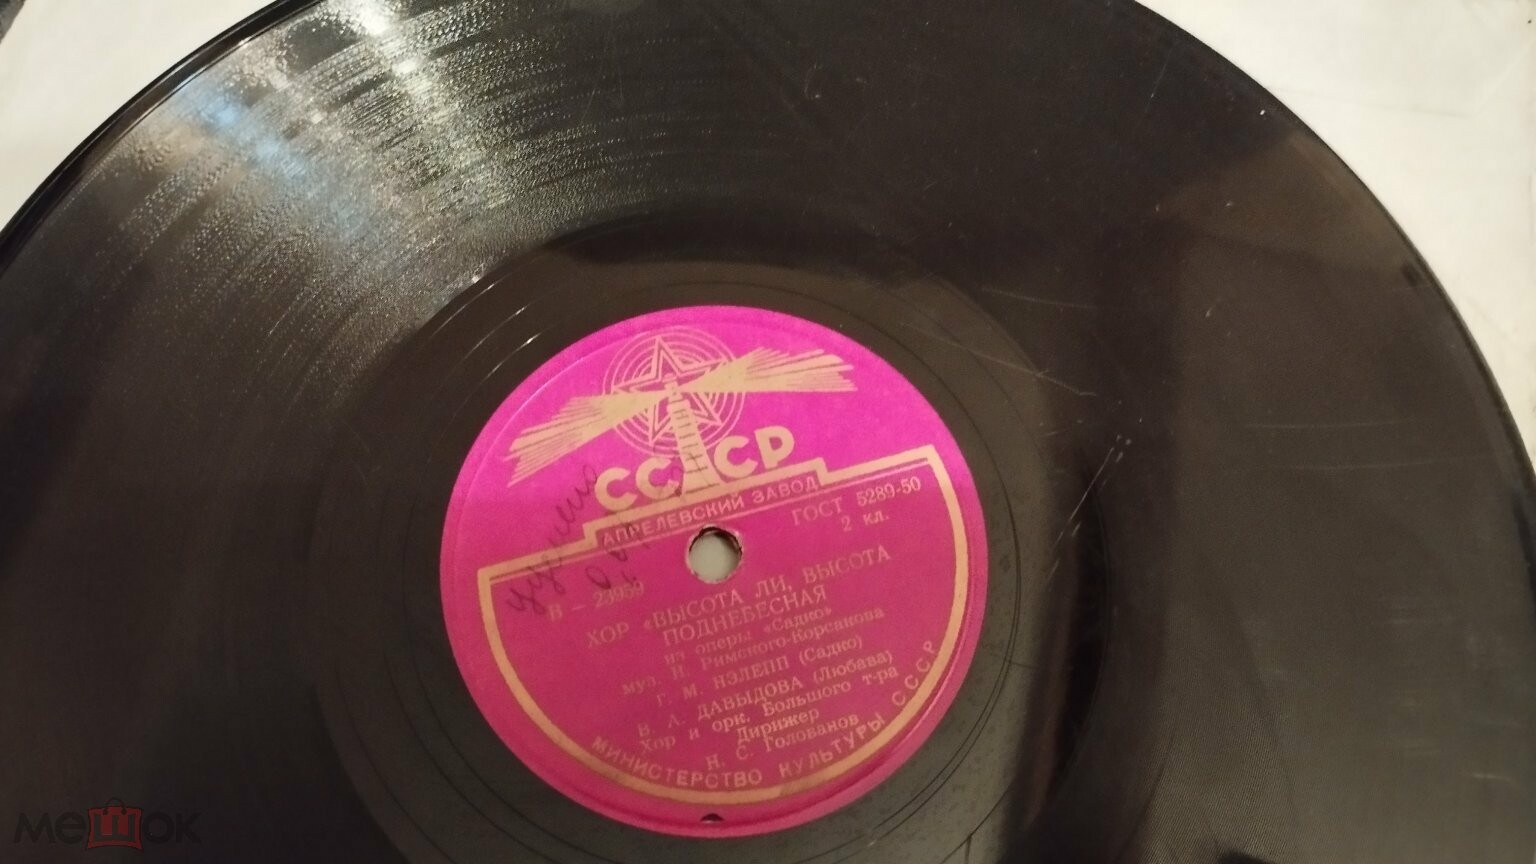 СССР
АПРЕЛЕВСКИЙ ЗАВОД
ГОСТ 5289-50
2 кл.
В — 23959
ХОР «ВЫСОТА ЛИ, ВЫСОТА
ПОДНЕБЕСНАЯ
из оперы «Садко»
муз. Н. Римского-Корсакова
Г. М. НЭЛЕПП (Садко)
В. А. ДАВЫДОВА (Любава)
Хор и орк. Большого т-ра
Дирижер
Н. С. Голованов
МИНИСТЕРСТВО КУЛЬТУРЫ СССР
мешок